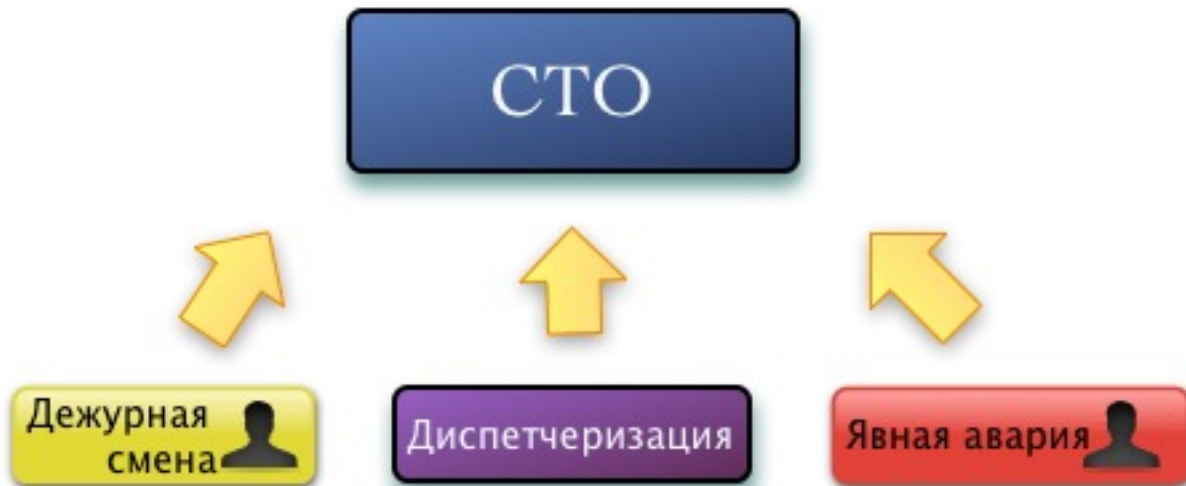 СТО
Дежурная
смена
Диспетчеризация
Явная авария